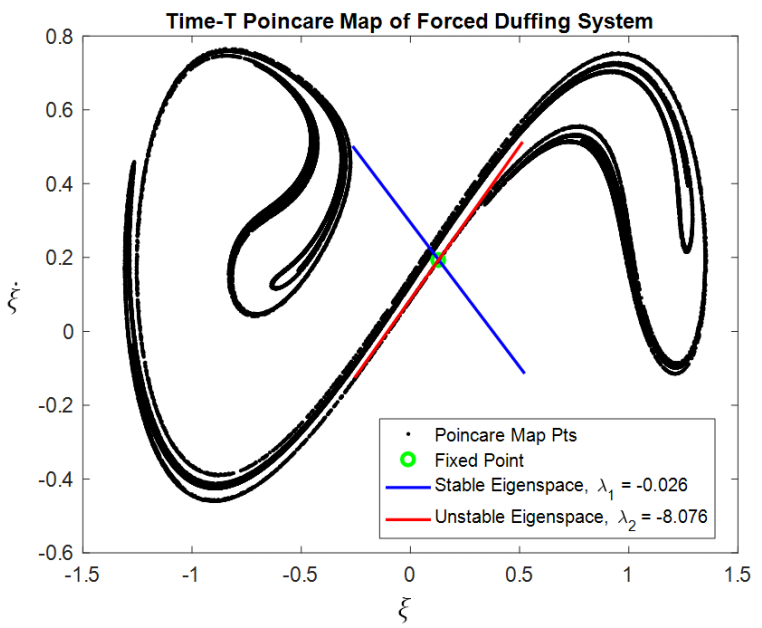 Time-T Poincare Map of Forced Duffing System
0.8
0.6
0.4
0.2
0
-0.2
-0.4
-0.6
ξ̇
-1.5 -1 -0.5 0 0.5 1 1.5
ξ
Poincare Map Pts
Fixed Point
Stable Eigenspace, λ₁ = -0.026
Unstable Eigenspace, λ₂ = -8.076